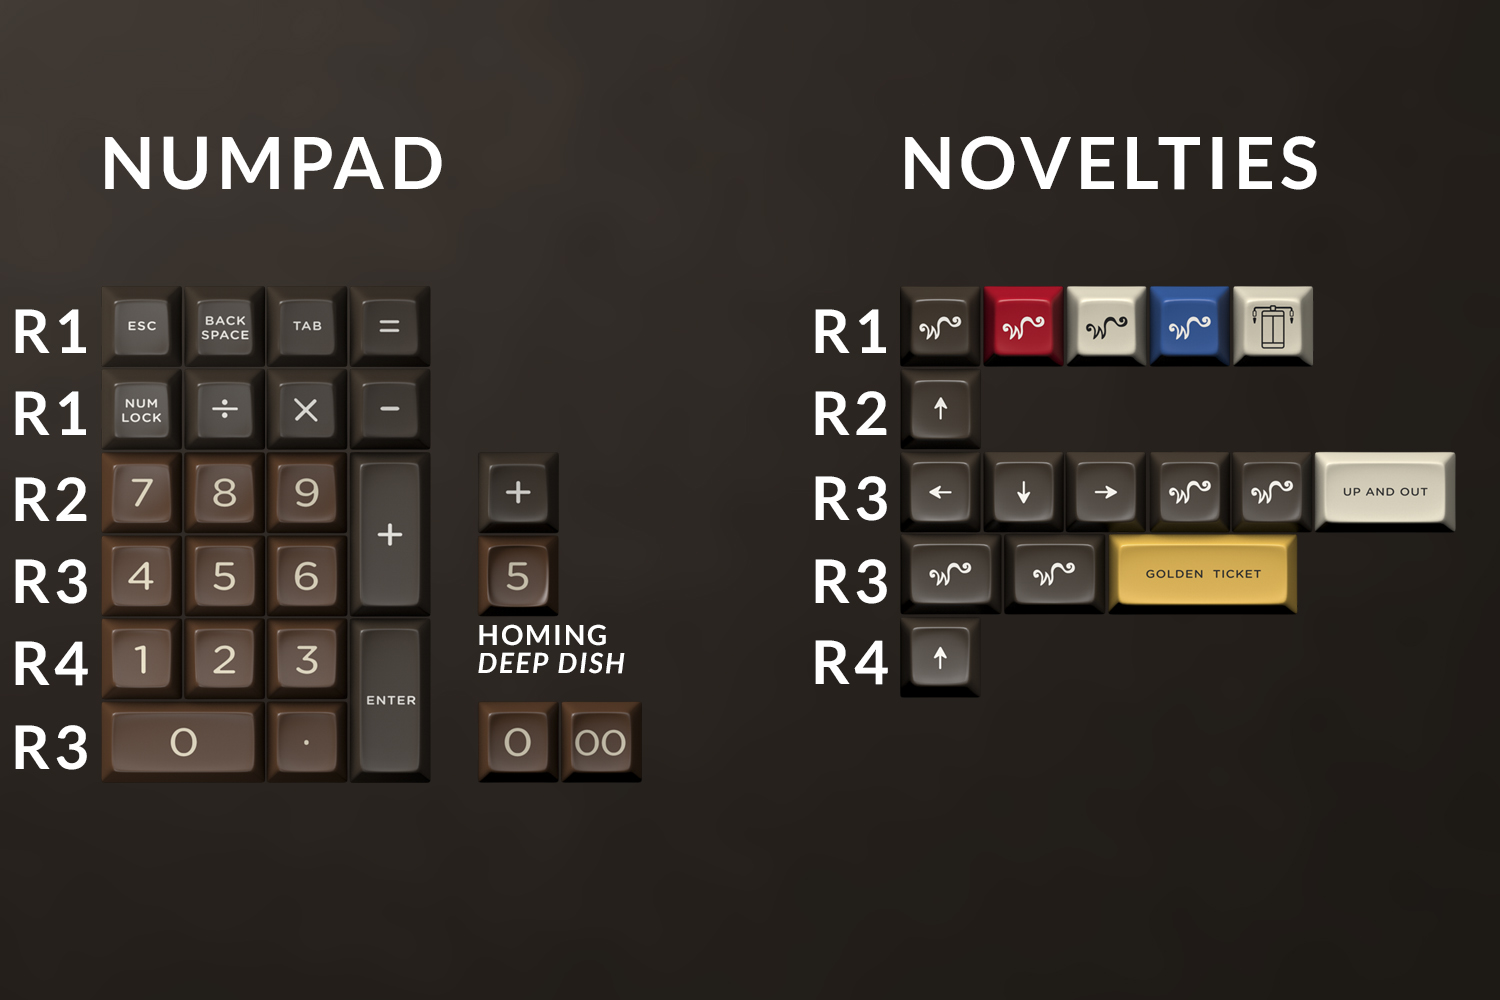 NUMPAD
R1
ESC
BACK
SPACE
TAB
=
R1
NUM
LOCK
÷
×
-
R2
7
8
9
+
+
R3
4
5
6
5
HOMING
DEEP DISH
R4
1
2
3
ENTER
R3
0
.
0
00
NOVELTIES
R1
W
W
W
W
R2
↑
R3
←
↓
→
W
W
UP AND OUT
R3
W
W
GOLDEN TICKET
R4
↑